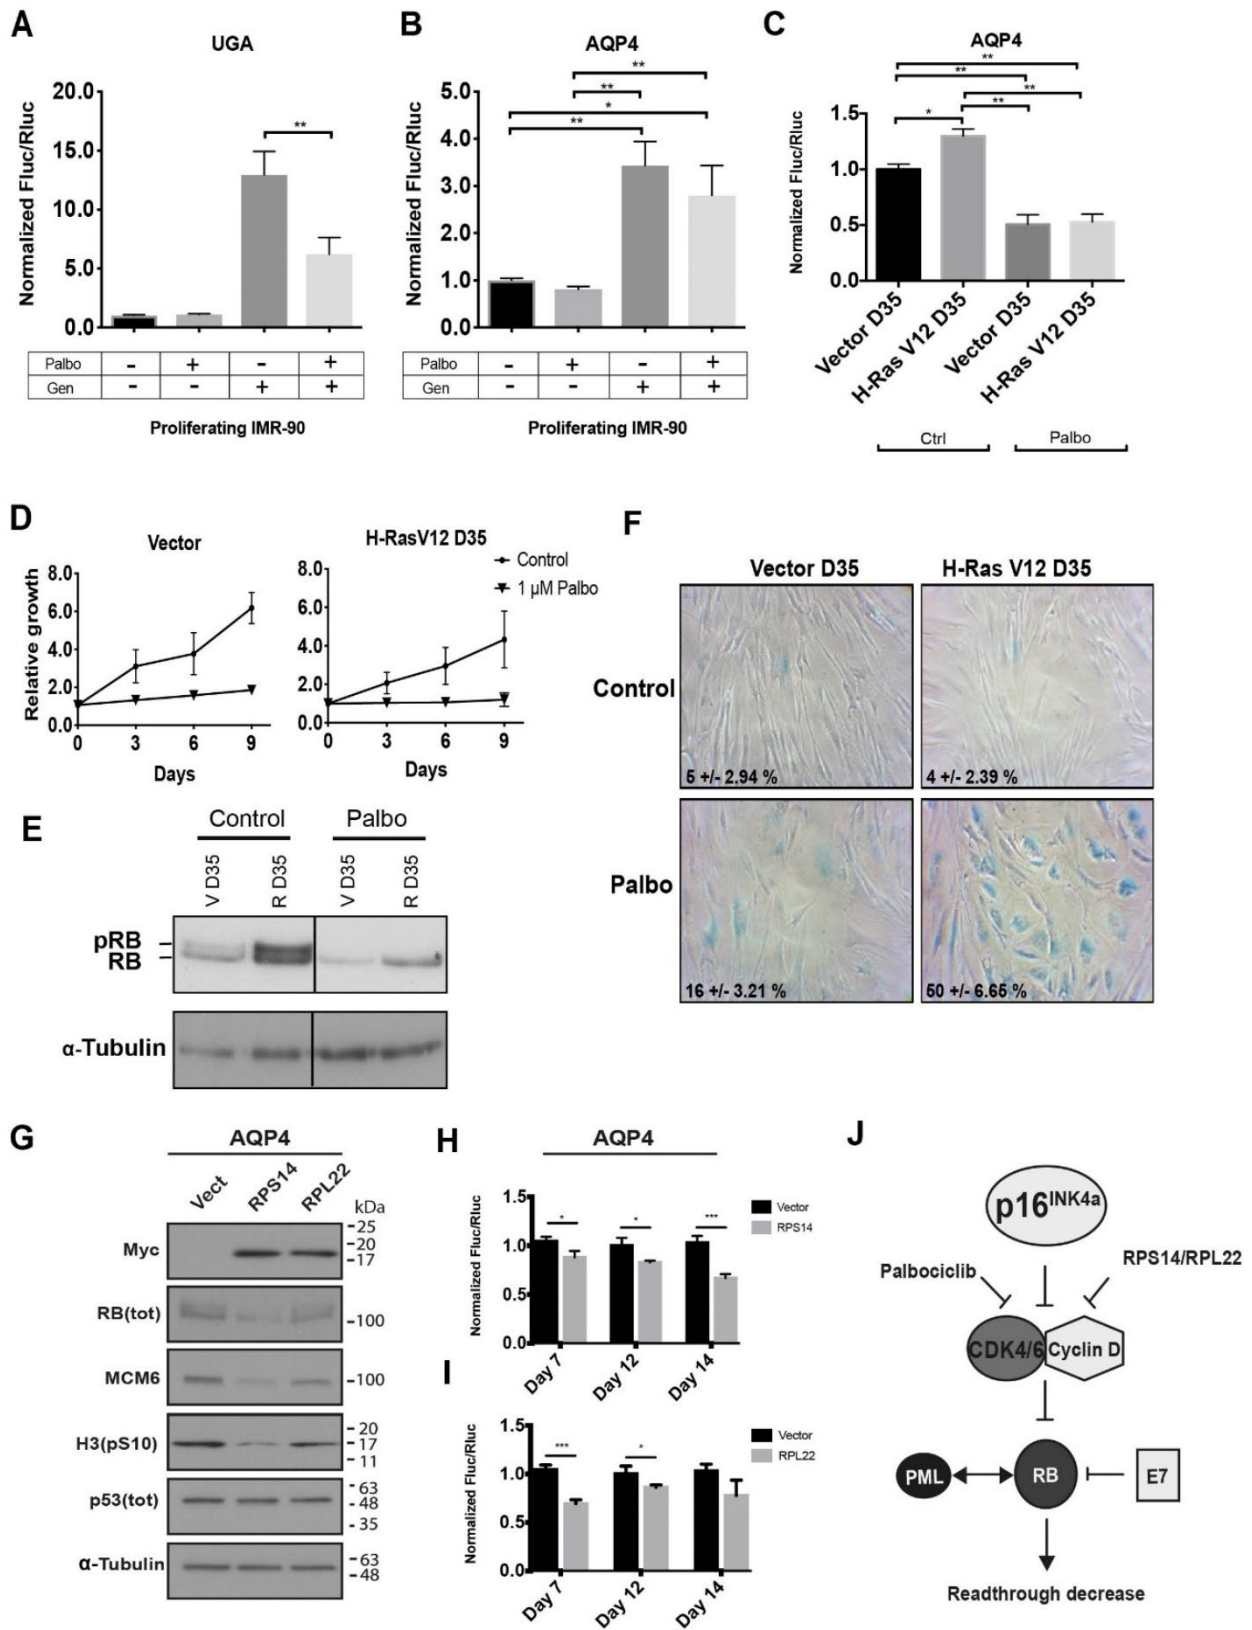 A
UGA
Normalized Fluc/Rluc
20.0
15.0
10.0
5.0
0.0
**
Palbo - + - +
Gen - - + +
Proliferating IMR-90
B
AQP4
Normalized Fluc/Rluc
5.0
4.0
3.0
2.0
1.0
0.0
**
**
*
**
Palbo - + - +
Gen - - + +
Proliferating IMR-90
C
AQP4
Normalized Fluc/Rluc
1.5
1.0
0.5
0.0
**
**
**
**
*
Vector D35
H-Ras V12 D35
Vector D35
H-Ras V12 D35
Ctrl
Palbo
D
Vector
Relative growth
8.0
6.0
4.0
2.0
0.0
0 3 6 9
Days
H-RasV12 D35
8.0
6.0
4.0
2.0
0.0
0 3 6 9
Days
Control
1 µM Palbo
E
Control Palbo
V D35
R D35
V D35
R D35
pRB
RB
α-Tubulin
F
Vector D35 H-Ras V12 D35
Control
5 +/- 2.94 %
4 +/- 2.39 %
Palbo
16 +/- 3.21 %
50 +/- 6.65 %
G
AQP4
Vect RPS14 RPL22
kDa
Myc
25
20
17
RB(tot)
100
MCM6
100
H3(pS10)
20
17
11
p53(tot)
63
48
35
α-Tubulin
63
48
H
AQP4
Normalized Fluc/Rluc
1.5
1.0
0.5
0.0
* * ***
Day 7 Day 12 Day 14
Vector
RPS14
I
Normalized Fluc/Rluc
1.5
1.0
0.5
0.0
*** *
Day 7 Day 12 Day 14
Vector
RPL22
J
p16INK4a
Palbociclib
RPS14/RPL22
CDK4/6 Cyclin D
PML RB E7
Readthrough decrease